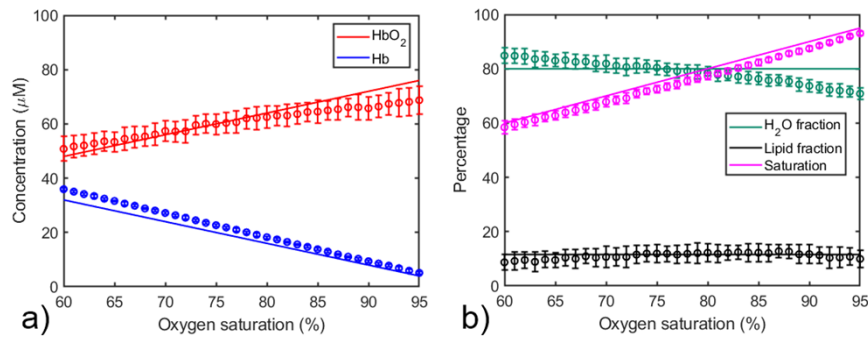 HbO2
Hb
Concentration (μM)
100
80
60
40
20
0
60 65 70 75 80 85 90 95
Oxygen saturation (%)
a)
H2O fraction
Lipid fraction
Saturation
Percentage
100
80
60
40
20
0
60 65 70 75 80 85 90 95
Oxygen saturation (%)
b)